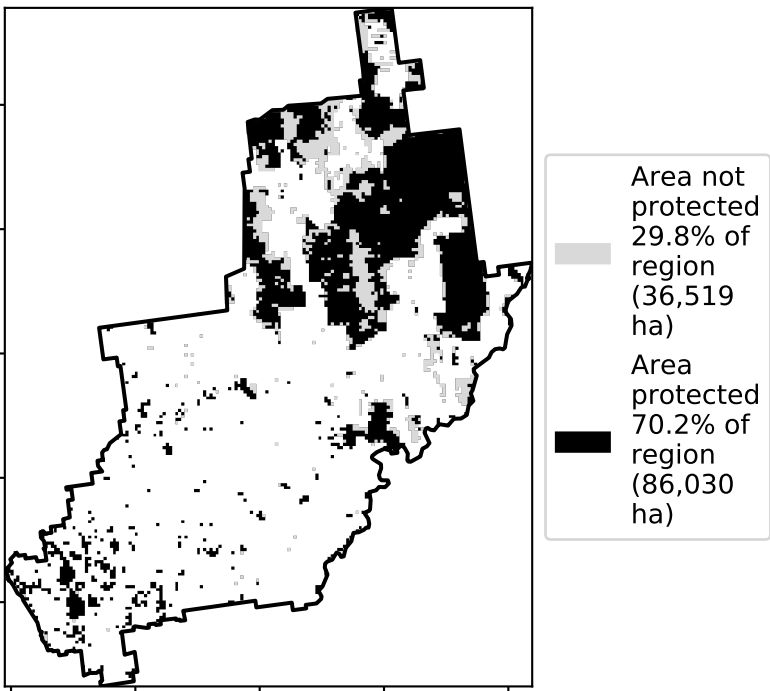 Area not
protected
29.8% of
region
(36,519
ha)
Area
protected
70.2% of
region
(86,030
ha)